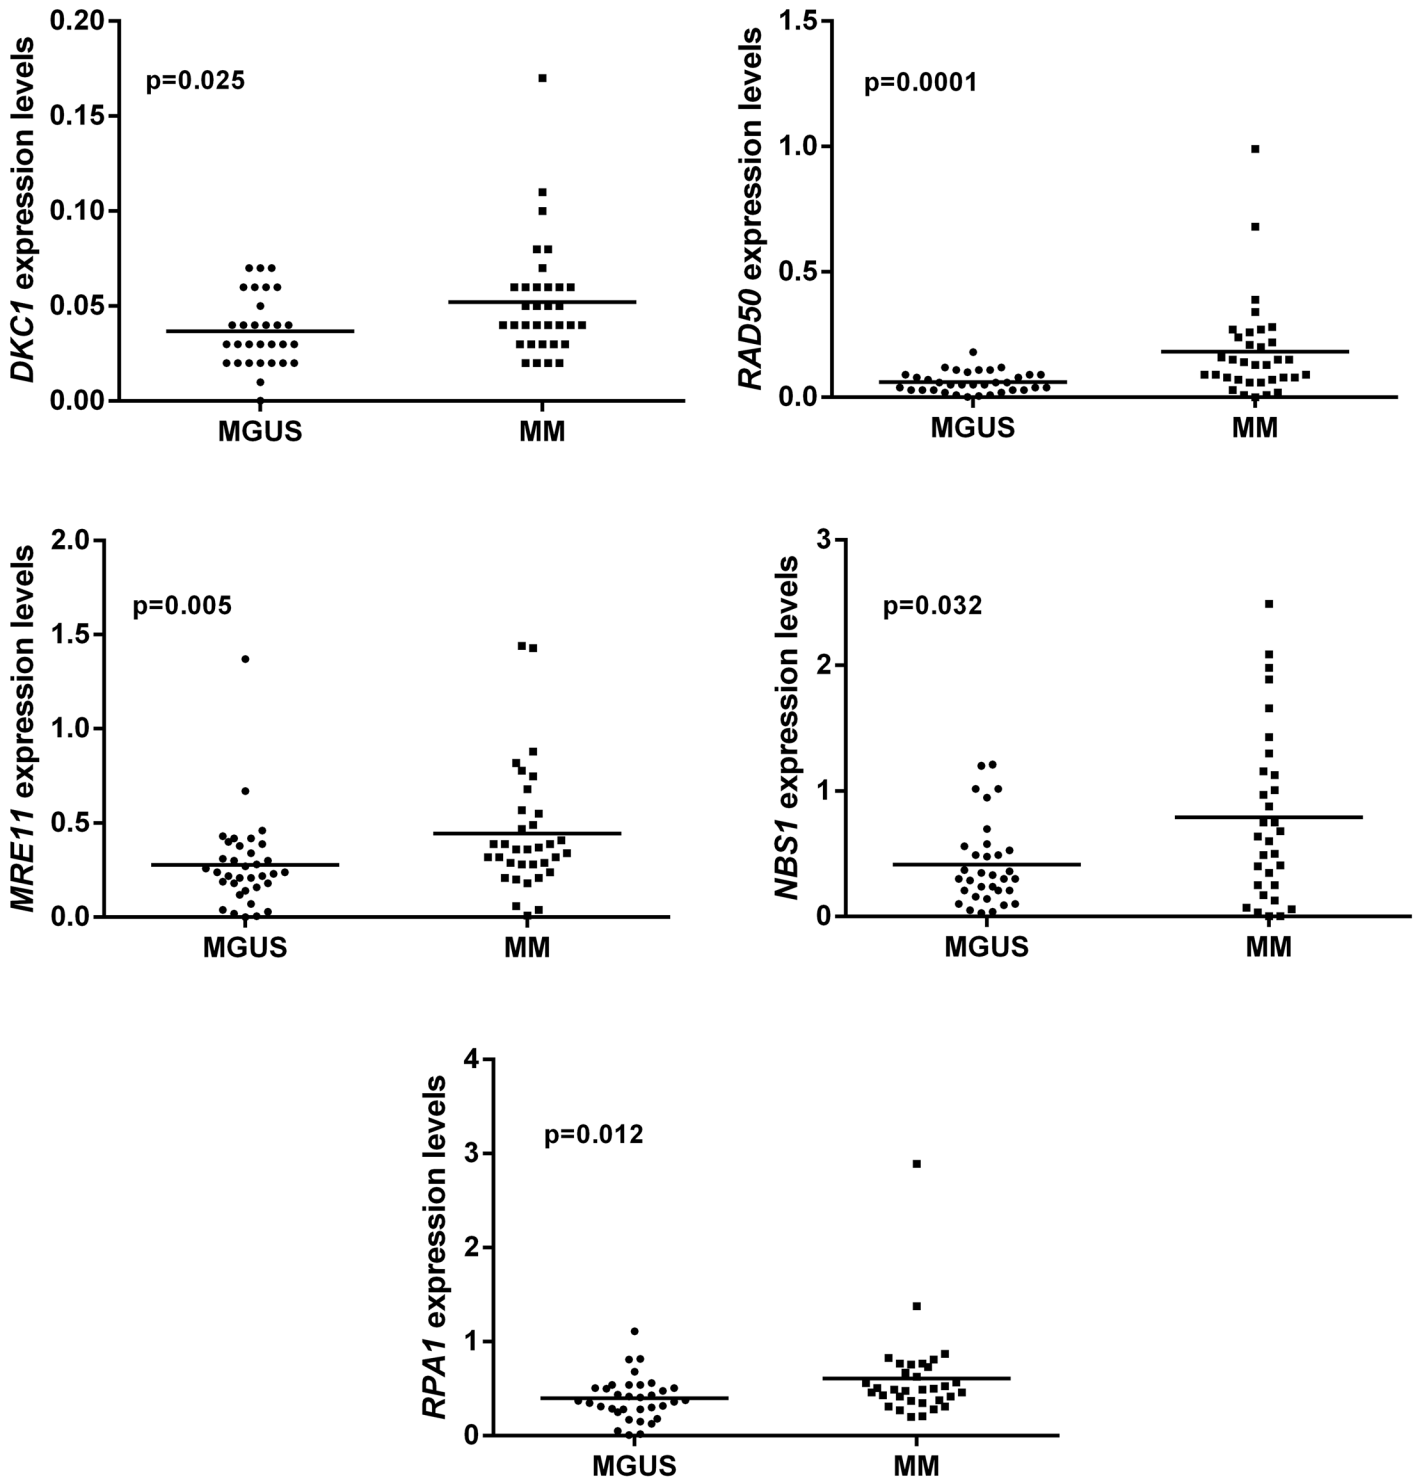 DKC1 expression levels
0.20
0.15
0.10
0.05
0.00
p=0.025
MGUS
MM
RAD50 expression levels
1.5
1.0
0.5
0.0
p=0.0001
MGUS
MM
MRE11 expression levels
2.0
1.5
1.0
0.5
0.0
p=0.005
MGUS
MM
NBS1 expression levels
3
2
1
0
p=0.032
MGUS
MM
RPA1 expression levels
4
3
2
1
0
p=0.012
MGUS
MM